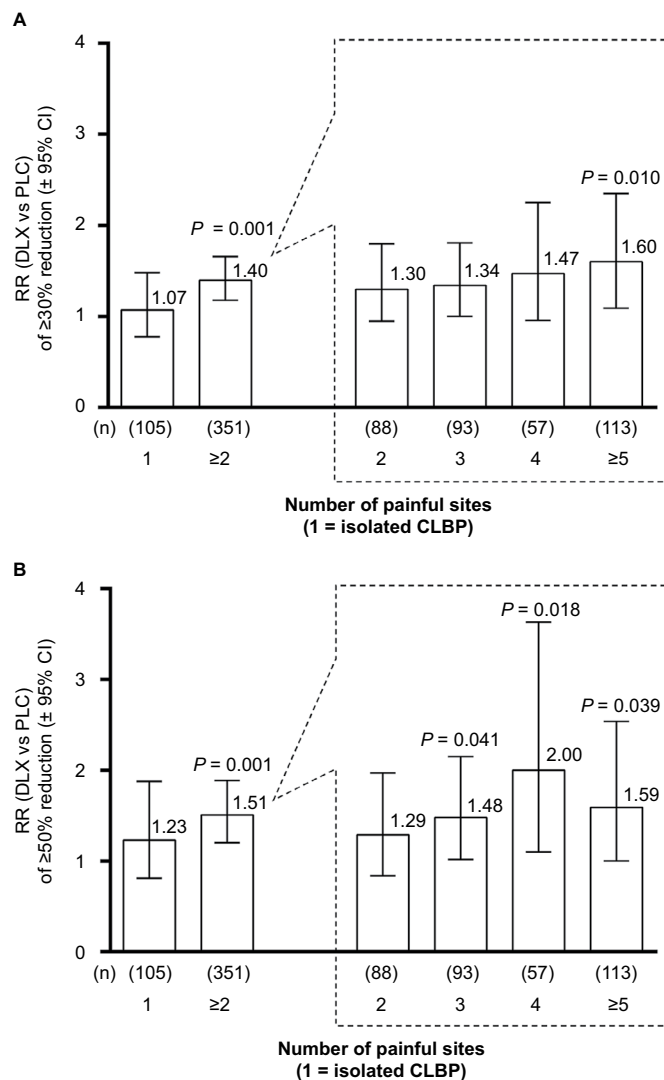 A
RR (DLX vs PLC)
of ≥30% reduction (± 95% CI)
4
3
2
1
0
P = 0.001
P = 0.010
1.07
1.40
1.30
1.34
1.47
1.60
(n) (105) (351) (88) (93) (57) (113)
1 ≥2 2 3 4 ≥5
Number of painful sites
(1 = isolated CLBP)
B
RR (DLX vs PLC)
of ≥50% reduction (± 95% CI)
4
3
2
1
0
P = 0.001
P = 0.041
P = 0.018
P = 0.039
1.23
1.51
1.29
1.48
2.00
1.59
(n) (105) (351) (88) (93) (57) (113)
1 ≥2 2 3 4 ≥5
Number of painful sites
(1 = isolated CLBP)